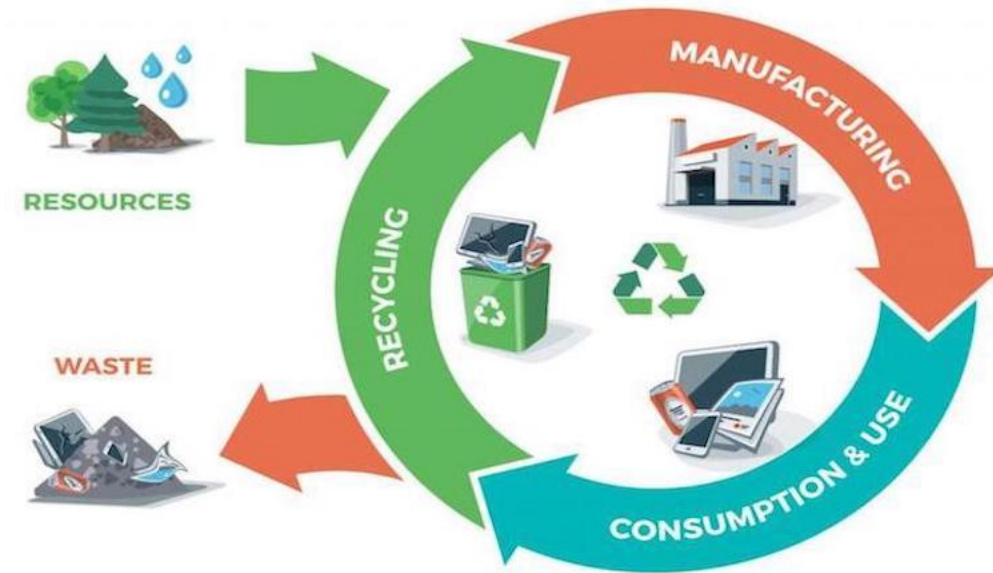 RESOURCES
WASTE
RECYCLING
MANUFACTURING
CONSUMPTION & USE